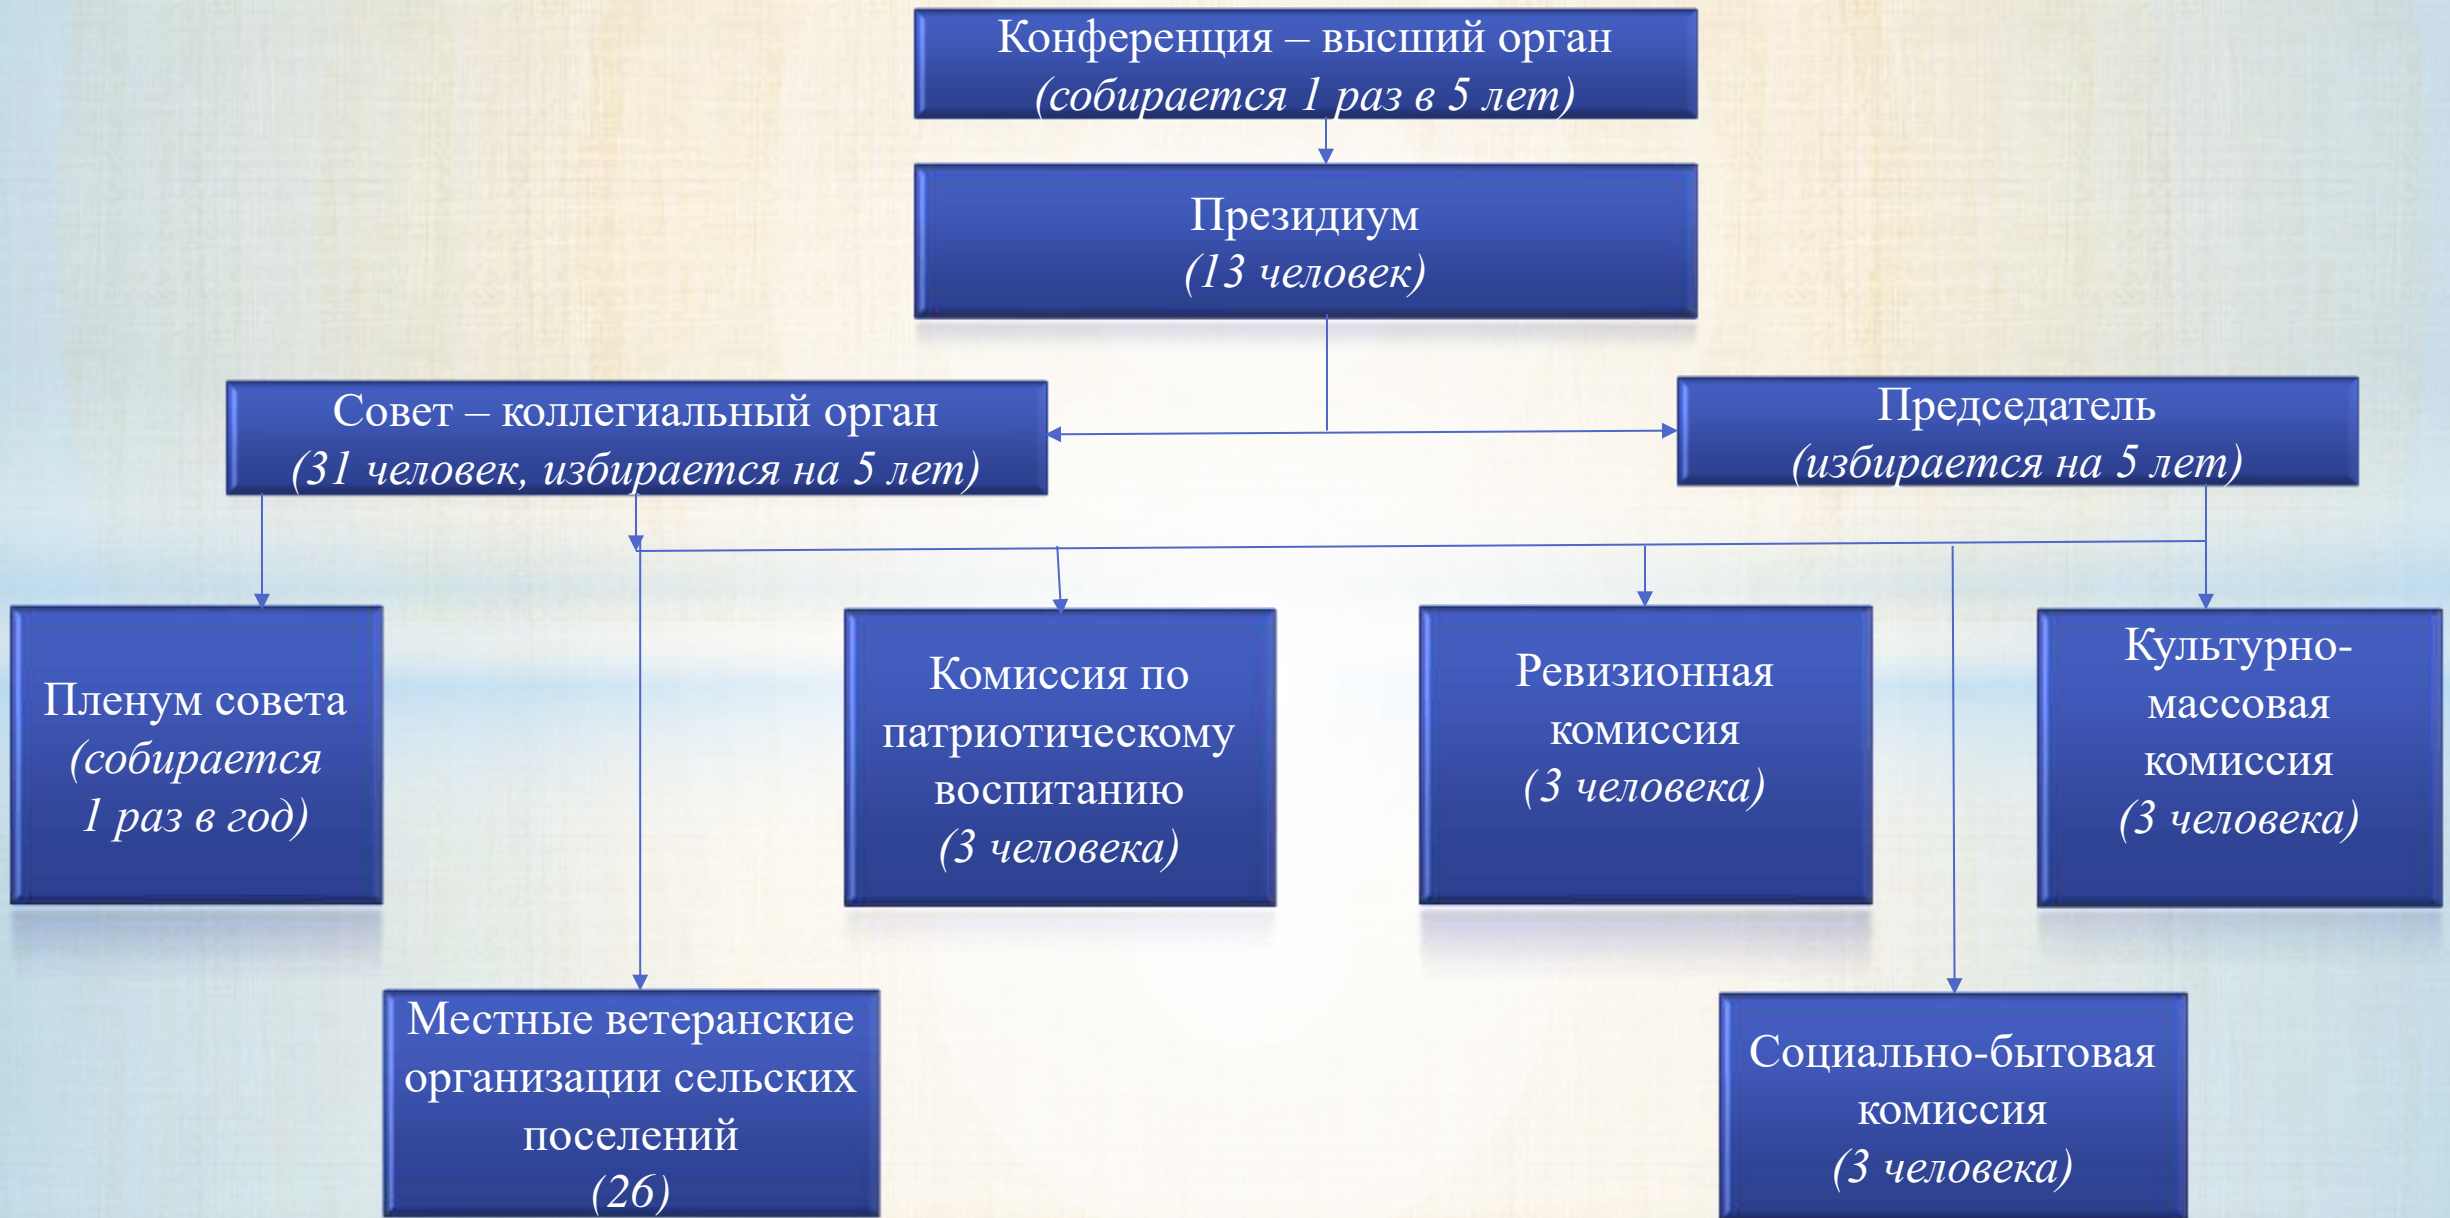 Конференция – высший орган
(собирается 1 раз в 5 лет)
Президиум
(13 человек)
Совет – коллегиальный орган
(31 человек, избирается на 5 лет)
Председатель
(избирается на 5 лет)
Пленум совета
(собирается
1 раз в год)
Комиссия по
патриотическому
воспитанию
(3 человека)
Ревизионная
комиссия
(3 человека)
Культурно-
массовая
комиссия
(3 человека)
Местные ветеранские
организации сельских
поселений
(26)
Социально-бытовая
комиссия
(3 человека)